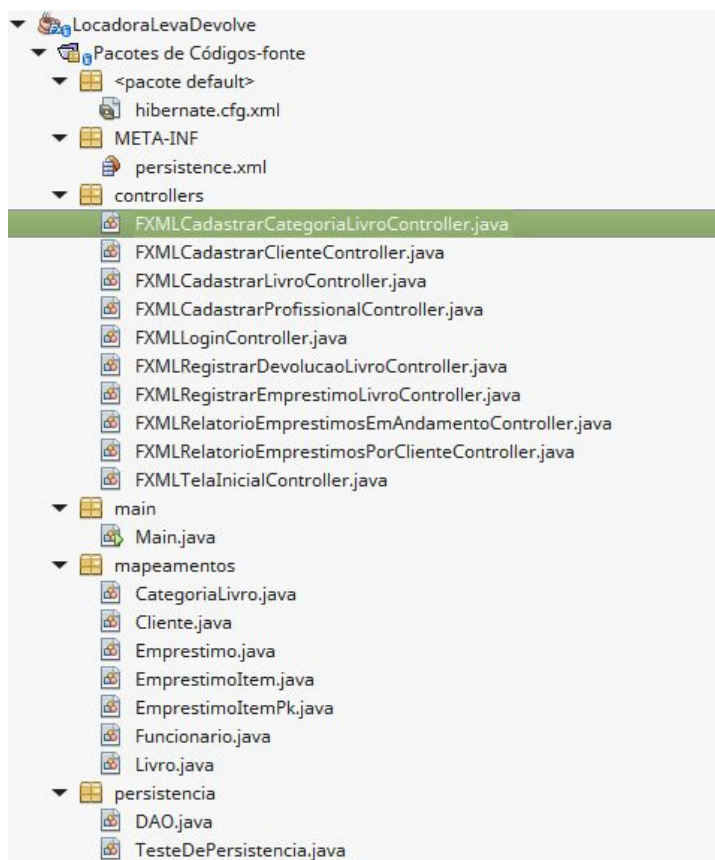 LocadoraLevaDevolve
Pacotes de Códigos-fonte
<pacote default>
hibernate.cfg.xml
META-INF
persistence.xml
controllers
FXMLCadastrarCategoriaLivroController.java
FXMLCadastrarClienteController.java
FXMLCadastrarLivroController.java
FXMLCadastrarProfissionalController.java
FXMLLoginController.java
FXMLRegistrarDevolucaoLivroController.java
FXMLRegistrarEmprestimoLivroController.java
FXMLRelatorioEmprestimosEmAndamentoController.java
FXMLRelatorioEmprestimosPorClienteController.java
FXMLTelaInicialController.java
main
Main.java
mapeamentos
CategoriaLivro.java
Cliente.java
Emprestimo.java
EmprestimoItem.java
EmprestimoItemPk.java
Funcionario.java
Livro.java
persistencia
DAO.java
TesteDePersistencia.java